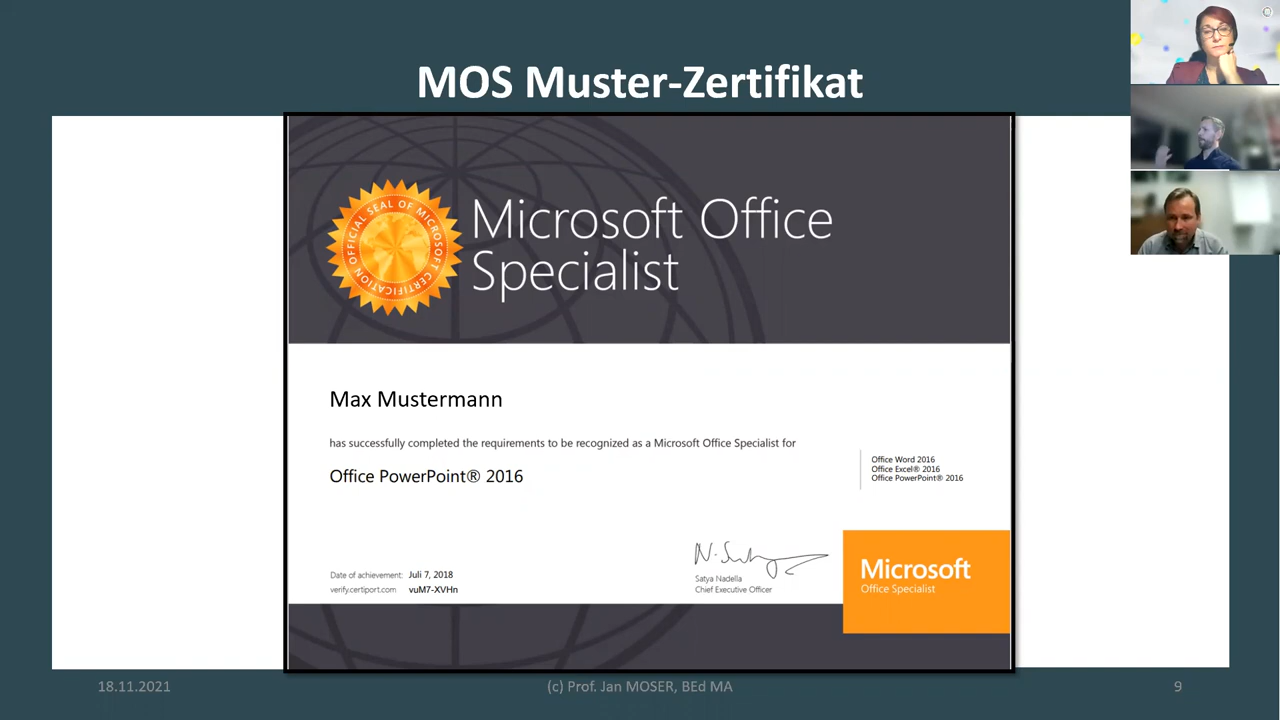 MOS Muster-Zertifikat
OFFICIAL SEAL OF MICROSOFT CERTIFICATION
Microsoft Office
Specialist
Max Mustermann
has successfully completed the requirements to be recognized as a Microsoft Office Specialist for
Office PowerPoint® 2016
Office Word 2016
Office Excel® 2016
Office PowerPoint® 2016
Satya Nadella
Chief Executive Officer
Date of achievement: Juli 7, 2018
verify.certiport.com vuM7-XVHn
Microsoft
Office Specialist
18.11.2021
(c) Prof. Jan MOSER, BEd MA
9